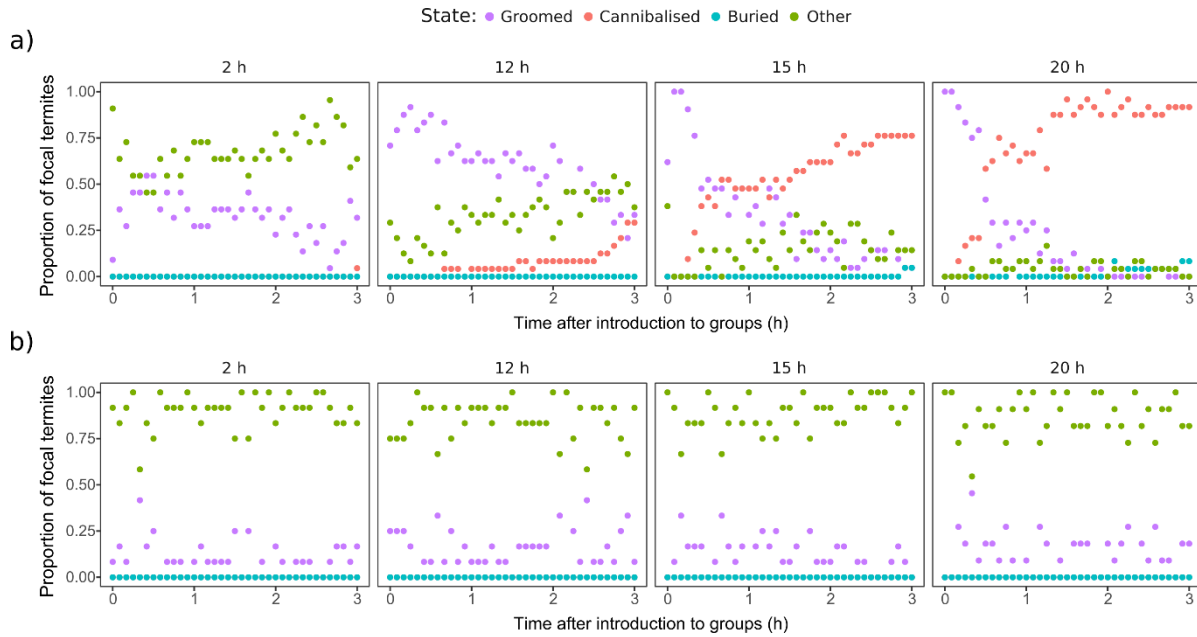 State: Groomed Cannibalised Buried Other
a)
2 h 12 h 15 h 20 h
Proportion of focal termites
1.00
0.75
0.50
0.25
0.00
0 1 2 3 0 1 2 3 0 1 2 3 0 1 2 3
Time after introduction to groups (h)
b)
2 h 12 h 15 h 20 h
Proportion of focal termites
1.00
0.75
0.50
0.25
0.00
0 1 2 3 0 1 2 3 0 1 2 3 0 1 2 3
Time after introduction to groups (h)